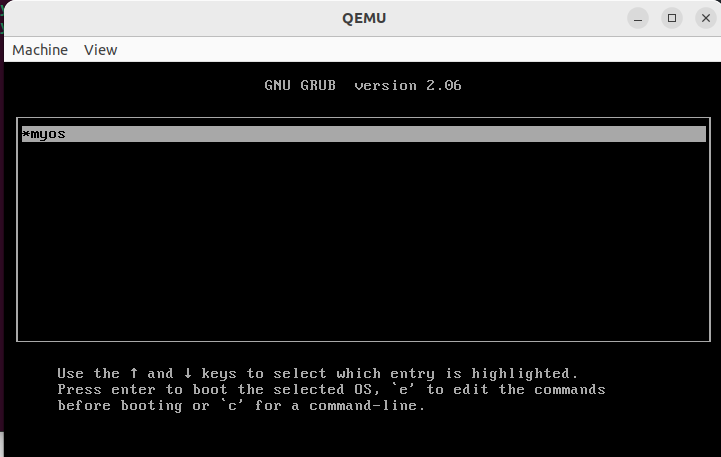 QEMU
Machine View
GNU GRUB version 2.06
*myos
Use the ↑ and ↓ keys to select which entry is highlighted.
Press enter to boot the selected OS, `e' to edit the commands
before booting or `c' for a command-line.